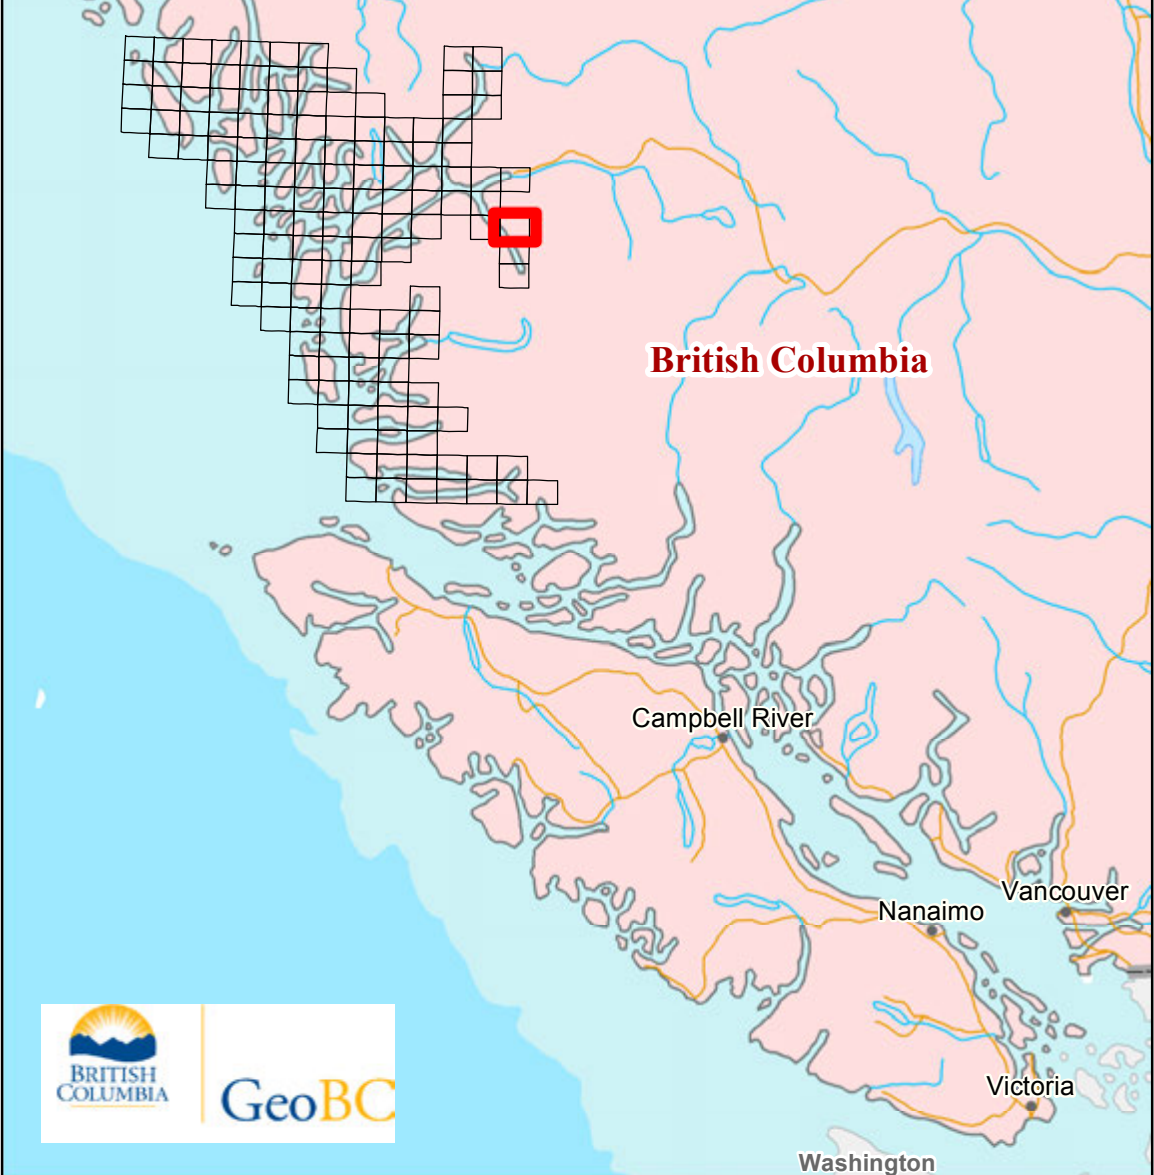 British Columbia
Campbell River
Vancouver
Nanaimo
BRITISH
COLUMBIA
GeoBC
Victoria
Washington